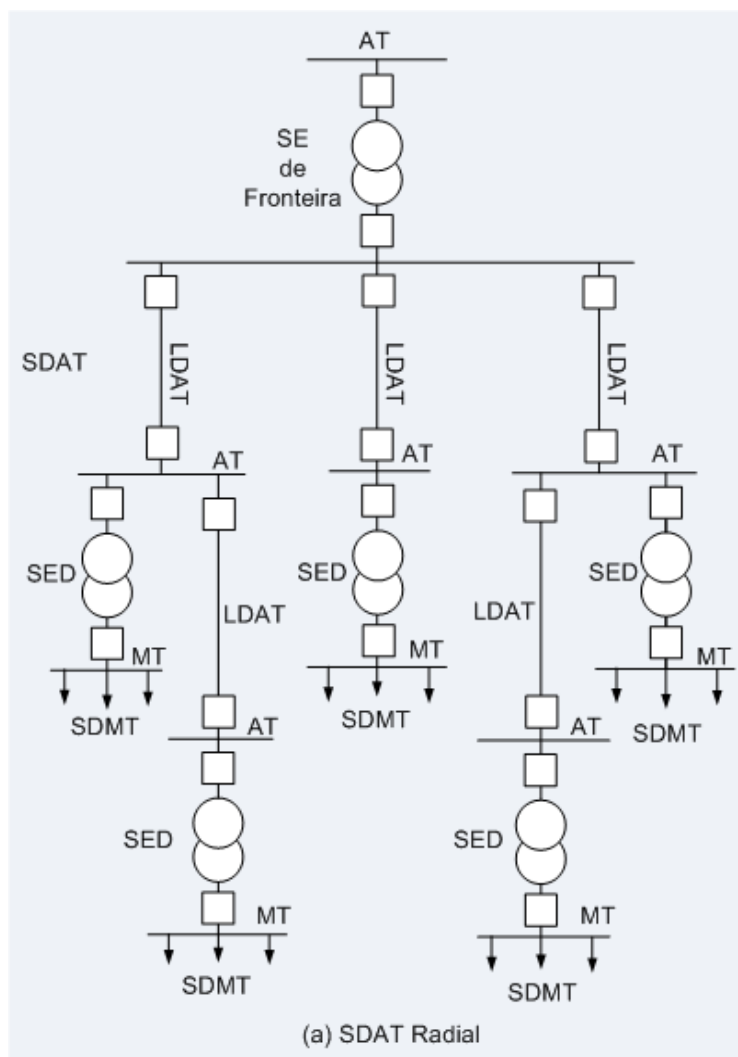 AT
SE
de
Fronteira
SDAT
LDAT
LDAT
LDAT
AT
AT
AT
SED
SED
SED
LDAT
LDAT
MT
MT
MT
SDMT
SDMT
SDMT
AT
AT
SED
SED
MT
MT
SDMT
SDMT
(a) SDAT Radial